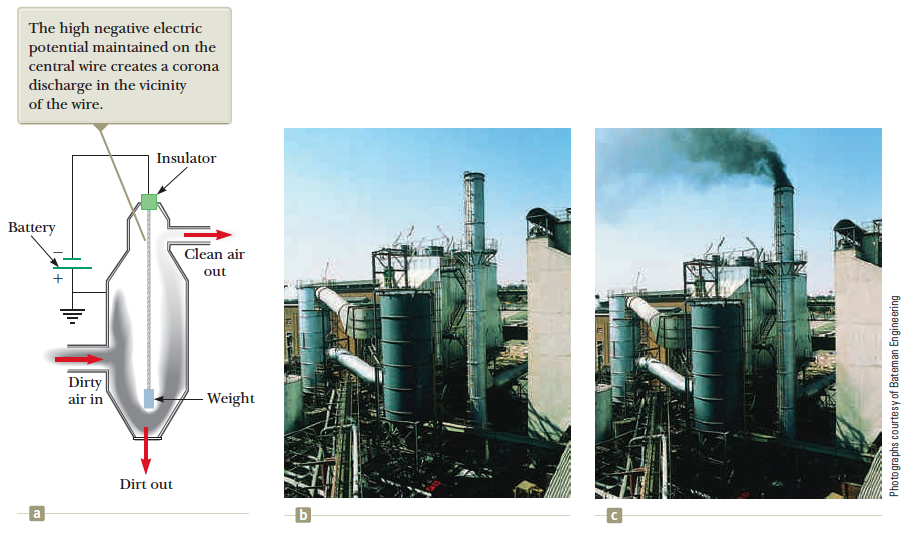 The high negative electric
potential maintained on the
central wire creates a corona
discharge in the vicinity
of the wire.
Insulator
Battery
−
+
Clean air
out
Dirty
air in
Weight
Dirt out
a
b
c
Photographs courtesy of Bateman Engineering